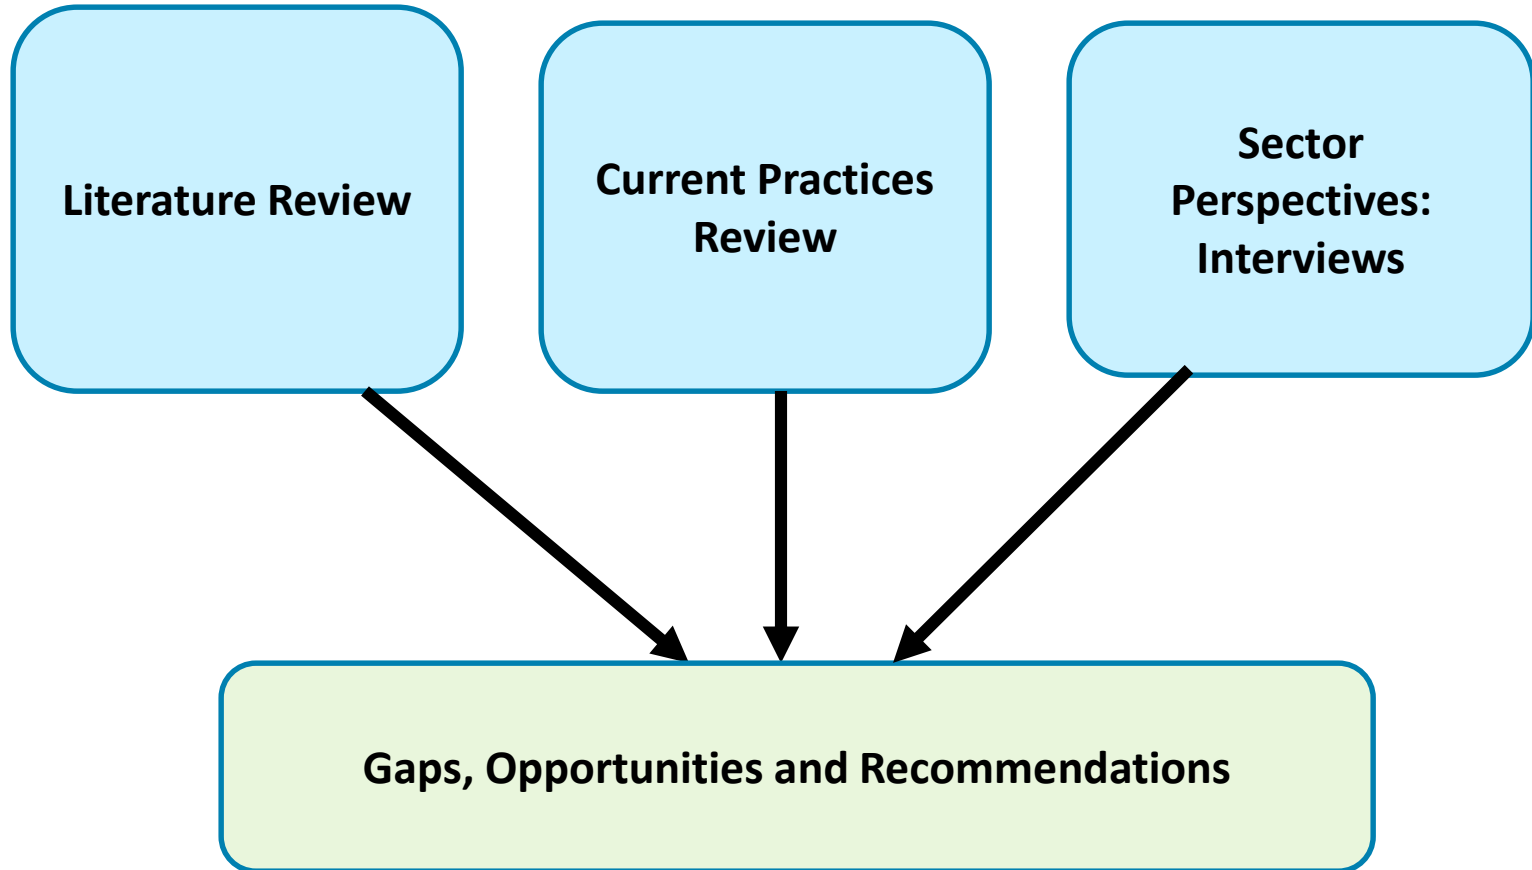 Literature Review
Current Practices
Review
Sector
Perspectives:
Interviews
Gaps, Opportunities and Recommendations